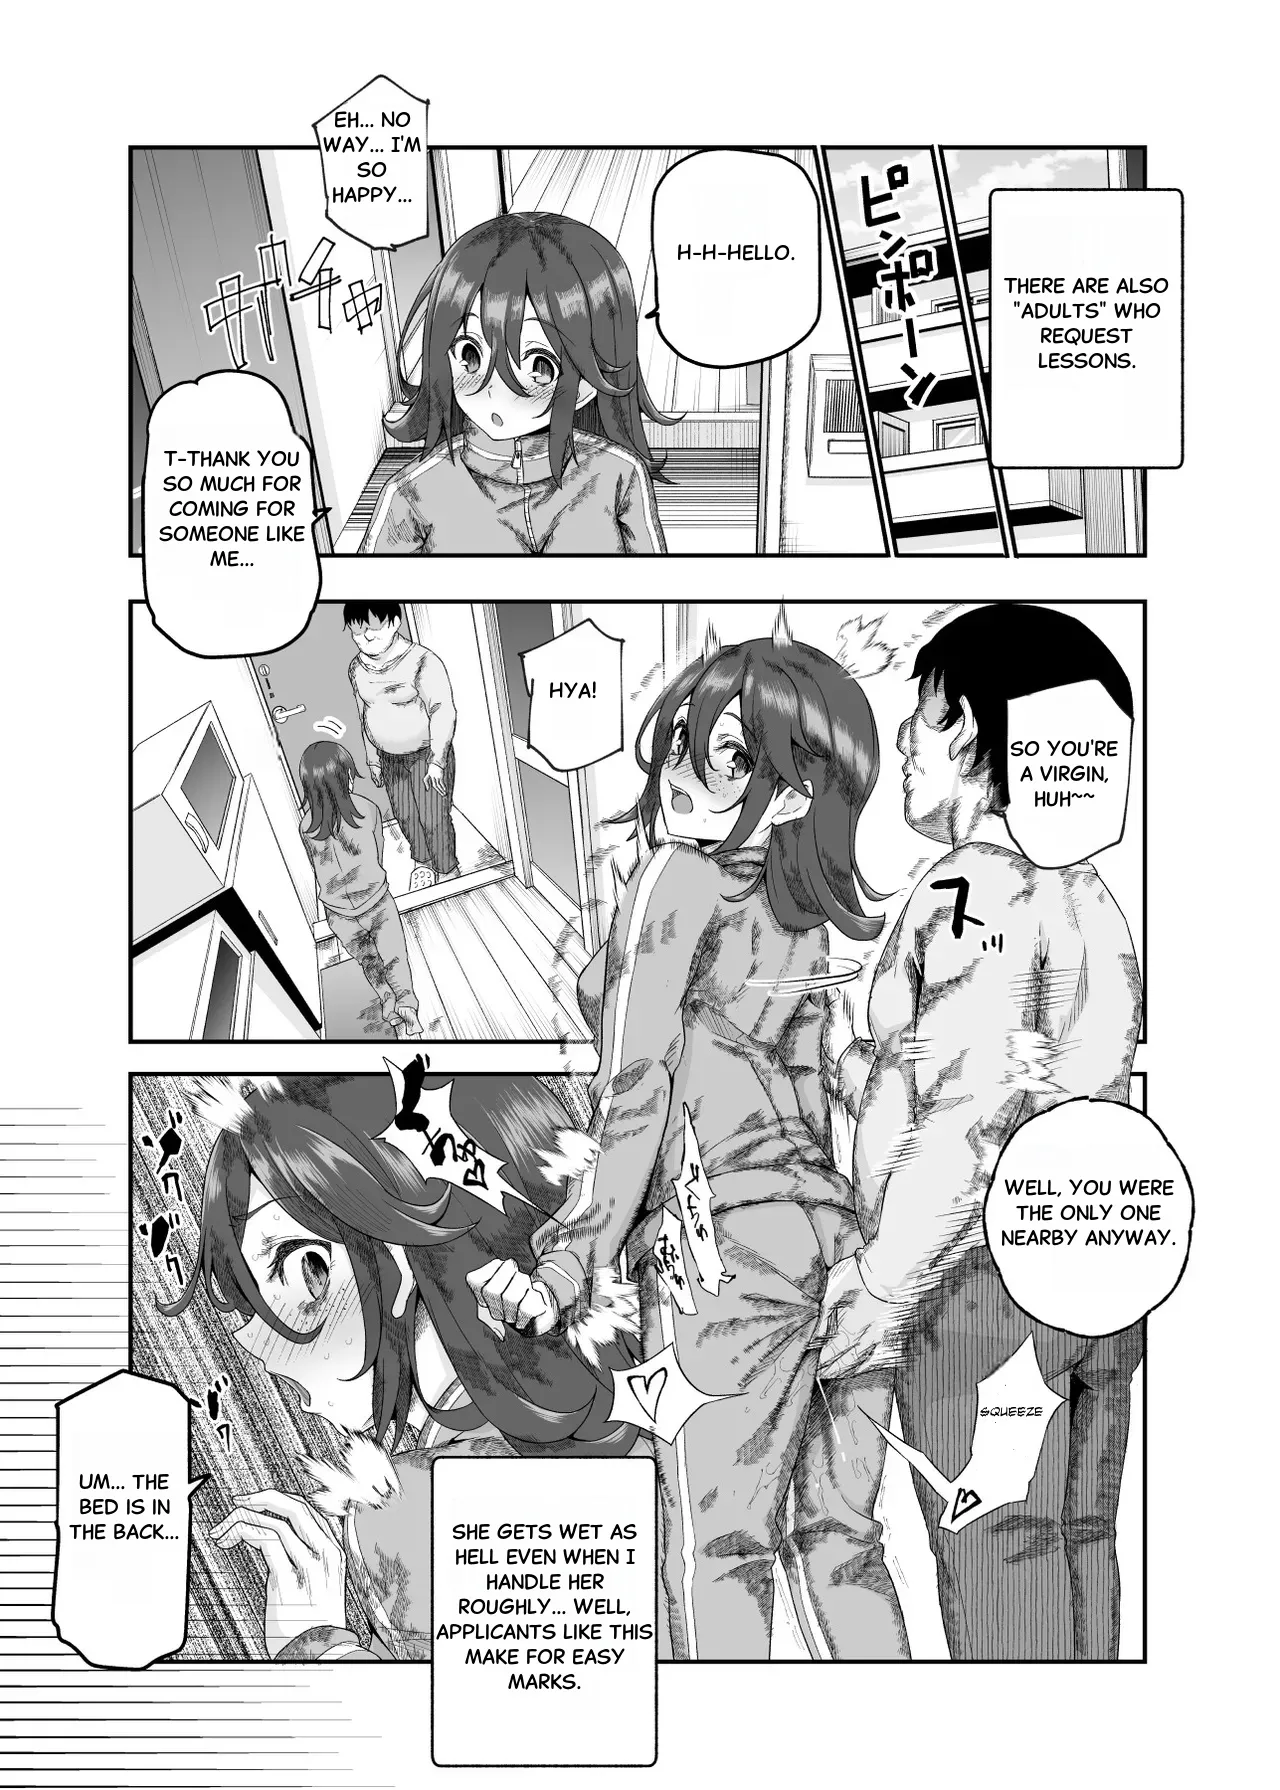 THERE ARE ALSO
"ADULTS" WHO
REQUEST
LESSONS.
ピンポーン
H-H-HELLO.
EH... NO
WAY... I'M
SO
HAPPY...
T-THANK YOU
SO MUCH FOR
COMING FOR
SOMEONE LIKE
ME...
SO YOU'RE
A VIRGIN,
HUH~~
HYA!
WELL, YOU WERE
THE ONLY ONE
NEARBY ANYWAY.
SQUEEZE
SHE GETS WET AS
HELL EVEN WHEN I
HANDLE HER
ROUGHLY... WELL,
APPLICANTS LIKE THIS
MAKE FOR EASY
MARKS.
UM... THE
BED IS IN
THE BACK...